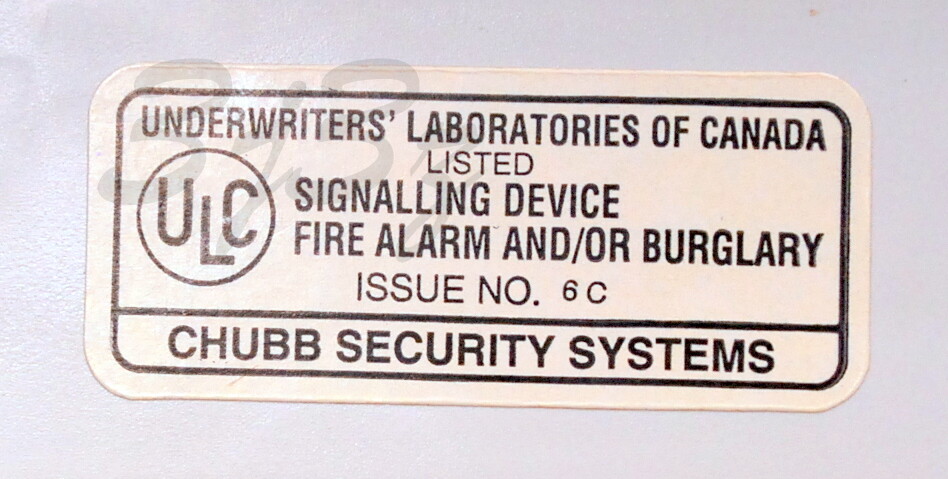 UNDERWRITERS' LABORATORIES OF CANADA
LISTED
ULC
SIGNALLING DEVICE
FIRE ALARM AND/OR BURGLARY
ISSUE NO. 6C
CHUBB SECURITY SYSTEMS